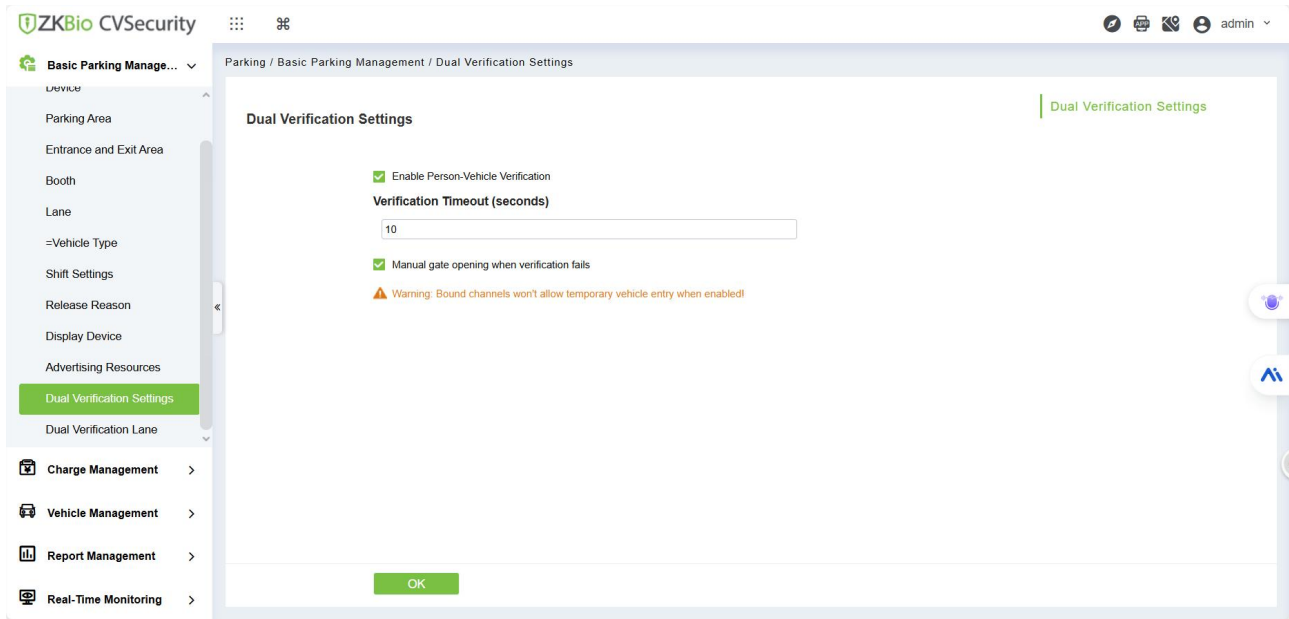 ZKBio CVSecurity
admin
Basic Parking Manage...
Parking / Basic Parking Management / Dual Verification Settings
Device
Parking Area
Entrance and Exit Area
Booth
Lane
=Vehicle Type
Shift Settings
Release Reason
Display Device
Advertising Resources
Dual Verification Settings
Dual Verification Lane
Charge Management
Vehicle Management
Report Management
Real-Time Monitoring
Dual Verification Settings
Dual Verification Settings
Enable Person-Vehicle Verification
Verification Timeout (seconds)
10
Manual gate opening when verification fails
Warning: Bound channels won't allow temporary vehicle entry when enabled!
OK